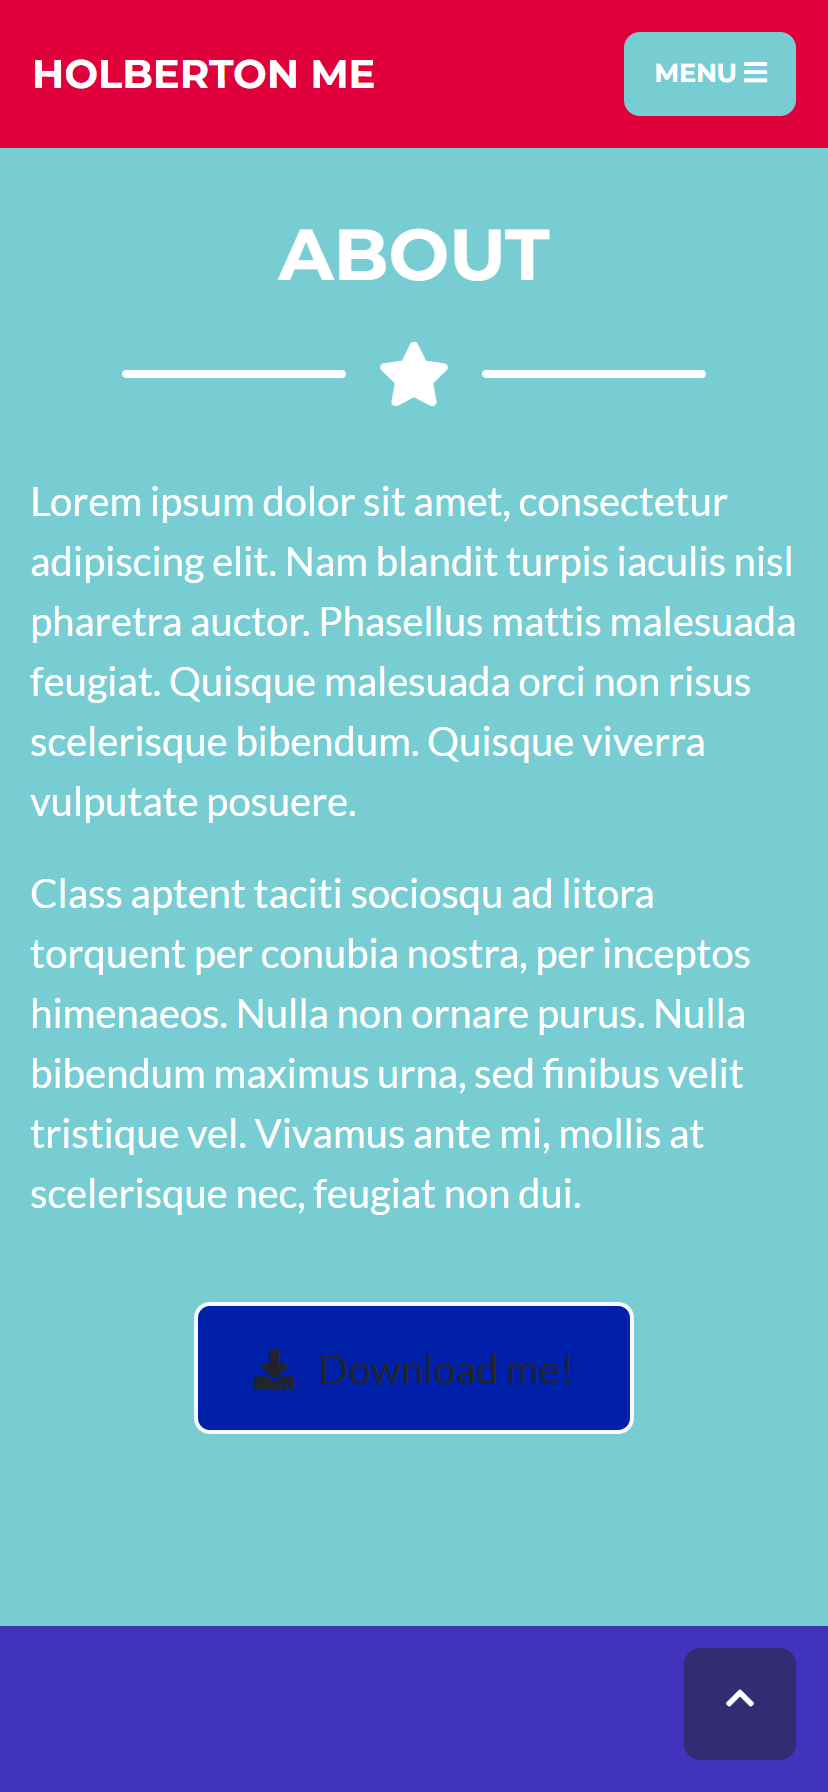 HOLBERTON ME
MENU
ABOUT
Lorem ipsum dolor sit amet, consectetur
adipiscing elit. Nam blandit turpis iaculis nisl
pharetra auctor. Phasellus mattis malesuada
feugiat. Quisque malesuada orci non risus
scelerisque bibendum. Quisque viverra
vulputate posuere.
Class aptent taciti sociosqu ad litora
torquent per conubia nostra, per inceptos
himenaeos. Nulla non ornare purus. Nulla
bibendum maximus urna, sed finibus velit
tristique vel. Vivamus ante mi, mollis at
scelerisque nec, feugiat non dui.
Download me!